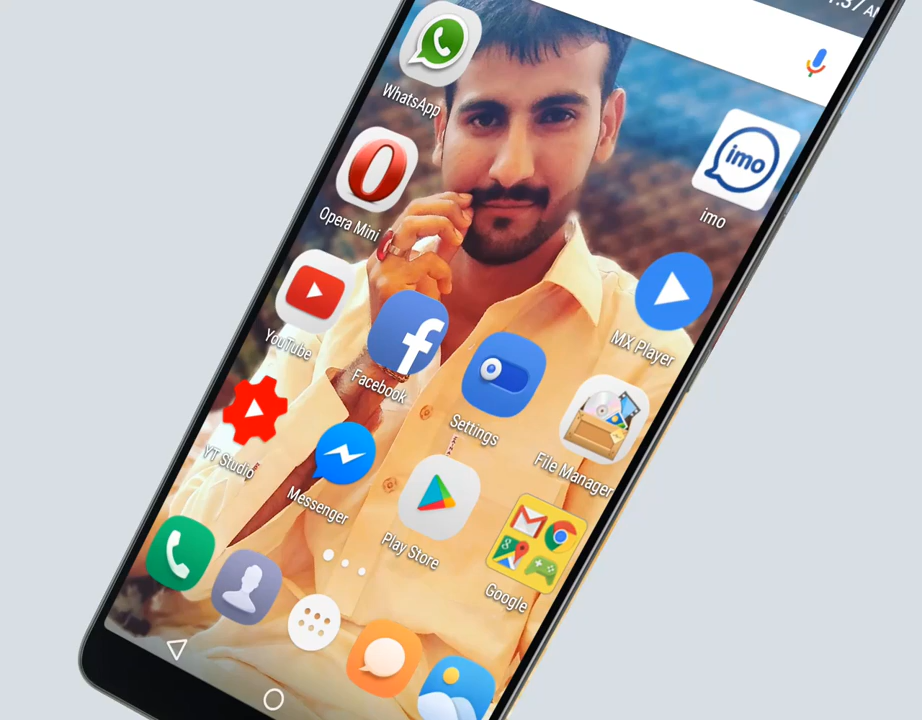 WhatsApp
imo
imo
Opera Mini
MX Player
YouTube
Facebook
Settings
File Manager
YT Studio
Messenger
Play Store
Google